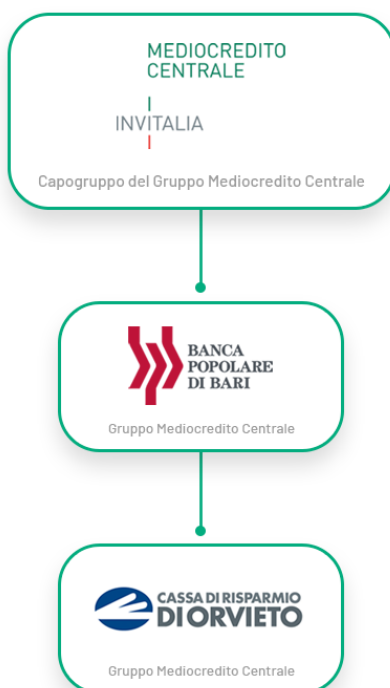 MEDIOCREDITO
CENTRALE
INVITALIA
Capogruppo del Gruppo Mediocredito Centrale
BANCA
POPOLARE
DI BARI
Gruppo Mediocredito Centrale
CASSA DI RISPARMIO
DI ORVIETO
Gruppo Mediocredito Centrale